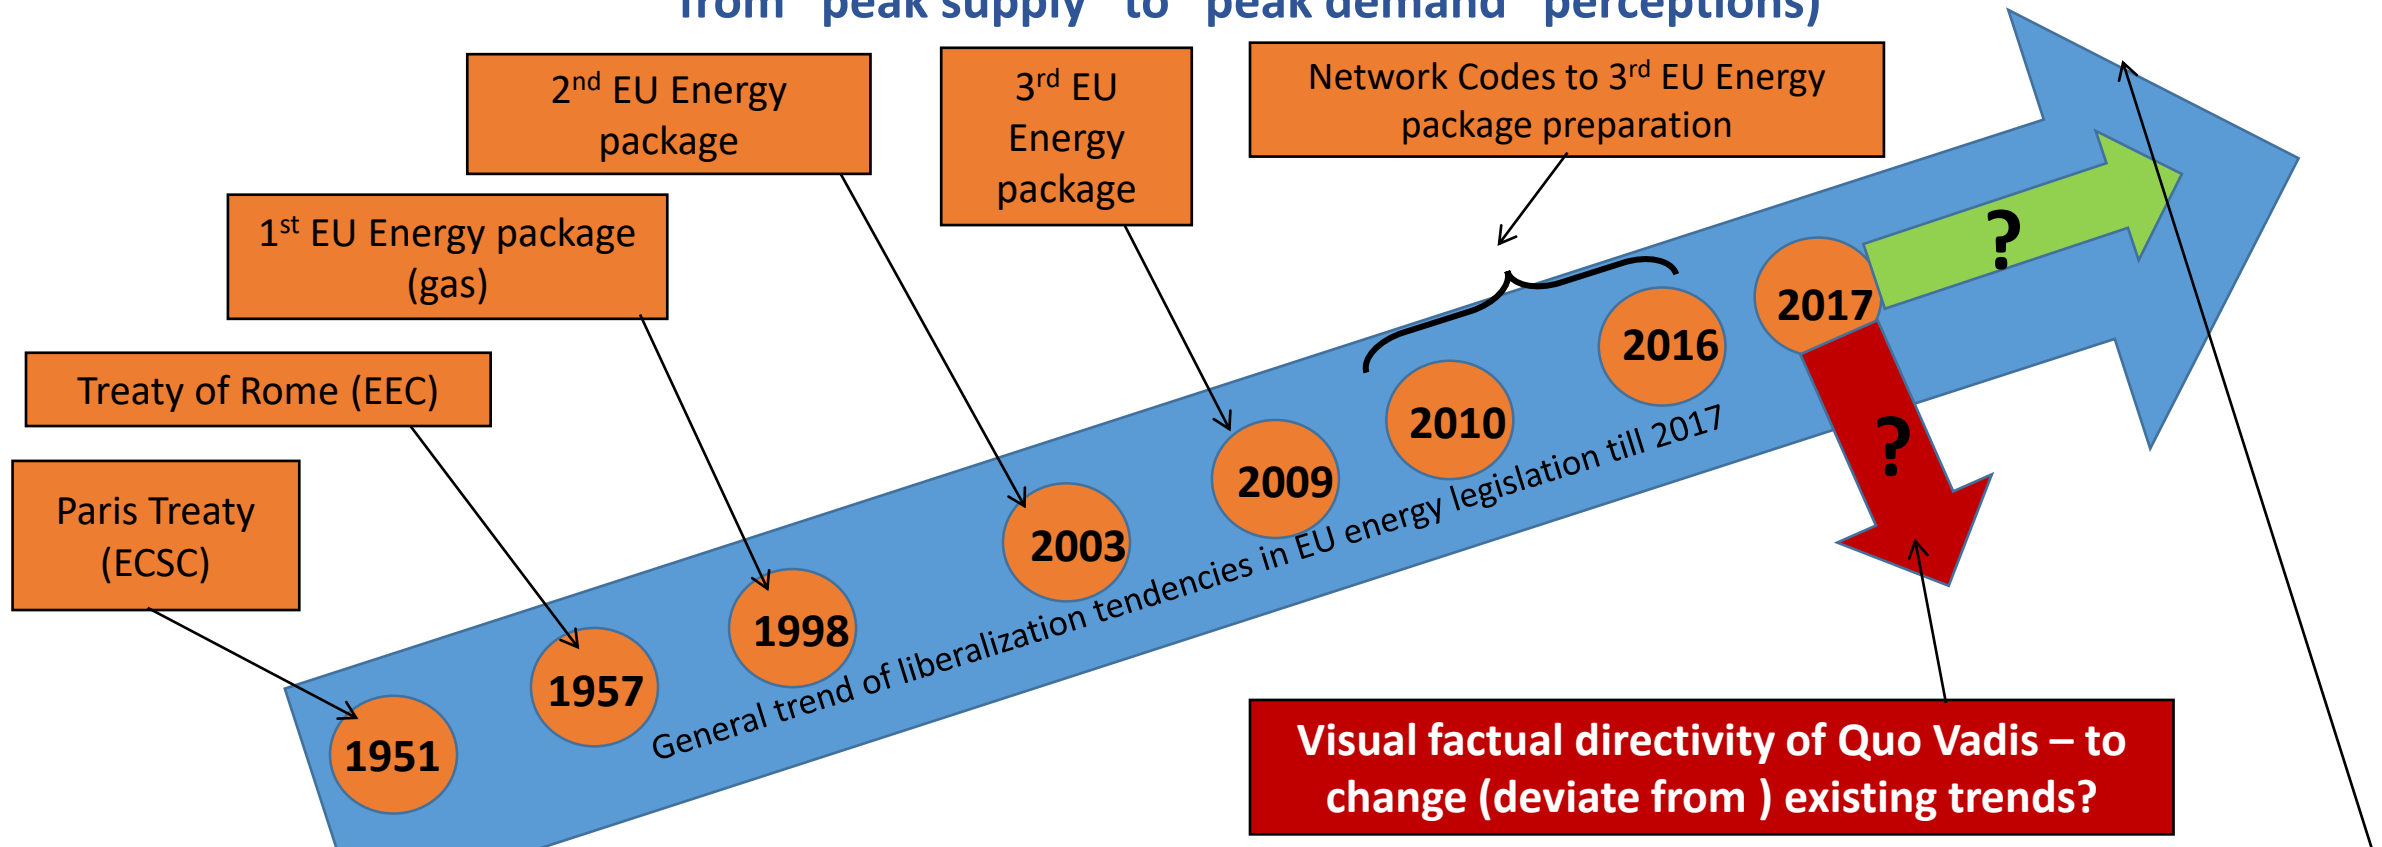 from "peak supply" to "peak demand" perceptions)
2nd EU Energy
package
3rd EU
Energy
package
Network Codes to 3rd EU Energy
package preparation
1st EU Energy package
(gas)
Treaty of Rome (EEC)
Paris Treaty
(ECSC)
1951
1957
1998
2003
2009
2010
2016
2017
?
?
General trend of liberalization tendencies in EU energy legislation till 2017
Visual factual directivity of Quo Vadis – to
change (deviate from ) existing trends?